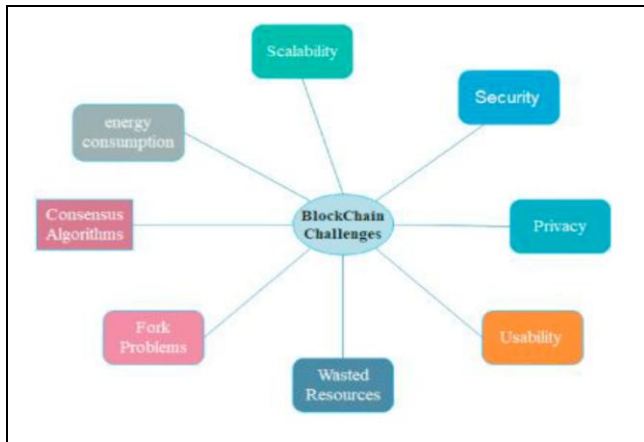 Scalability
Security
energy
consumption
BlockChain
Challenges
Consensus
Algorithms
Privacy
Fork
Problems
Usability
Wasted
Resources